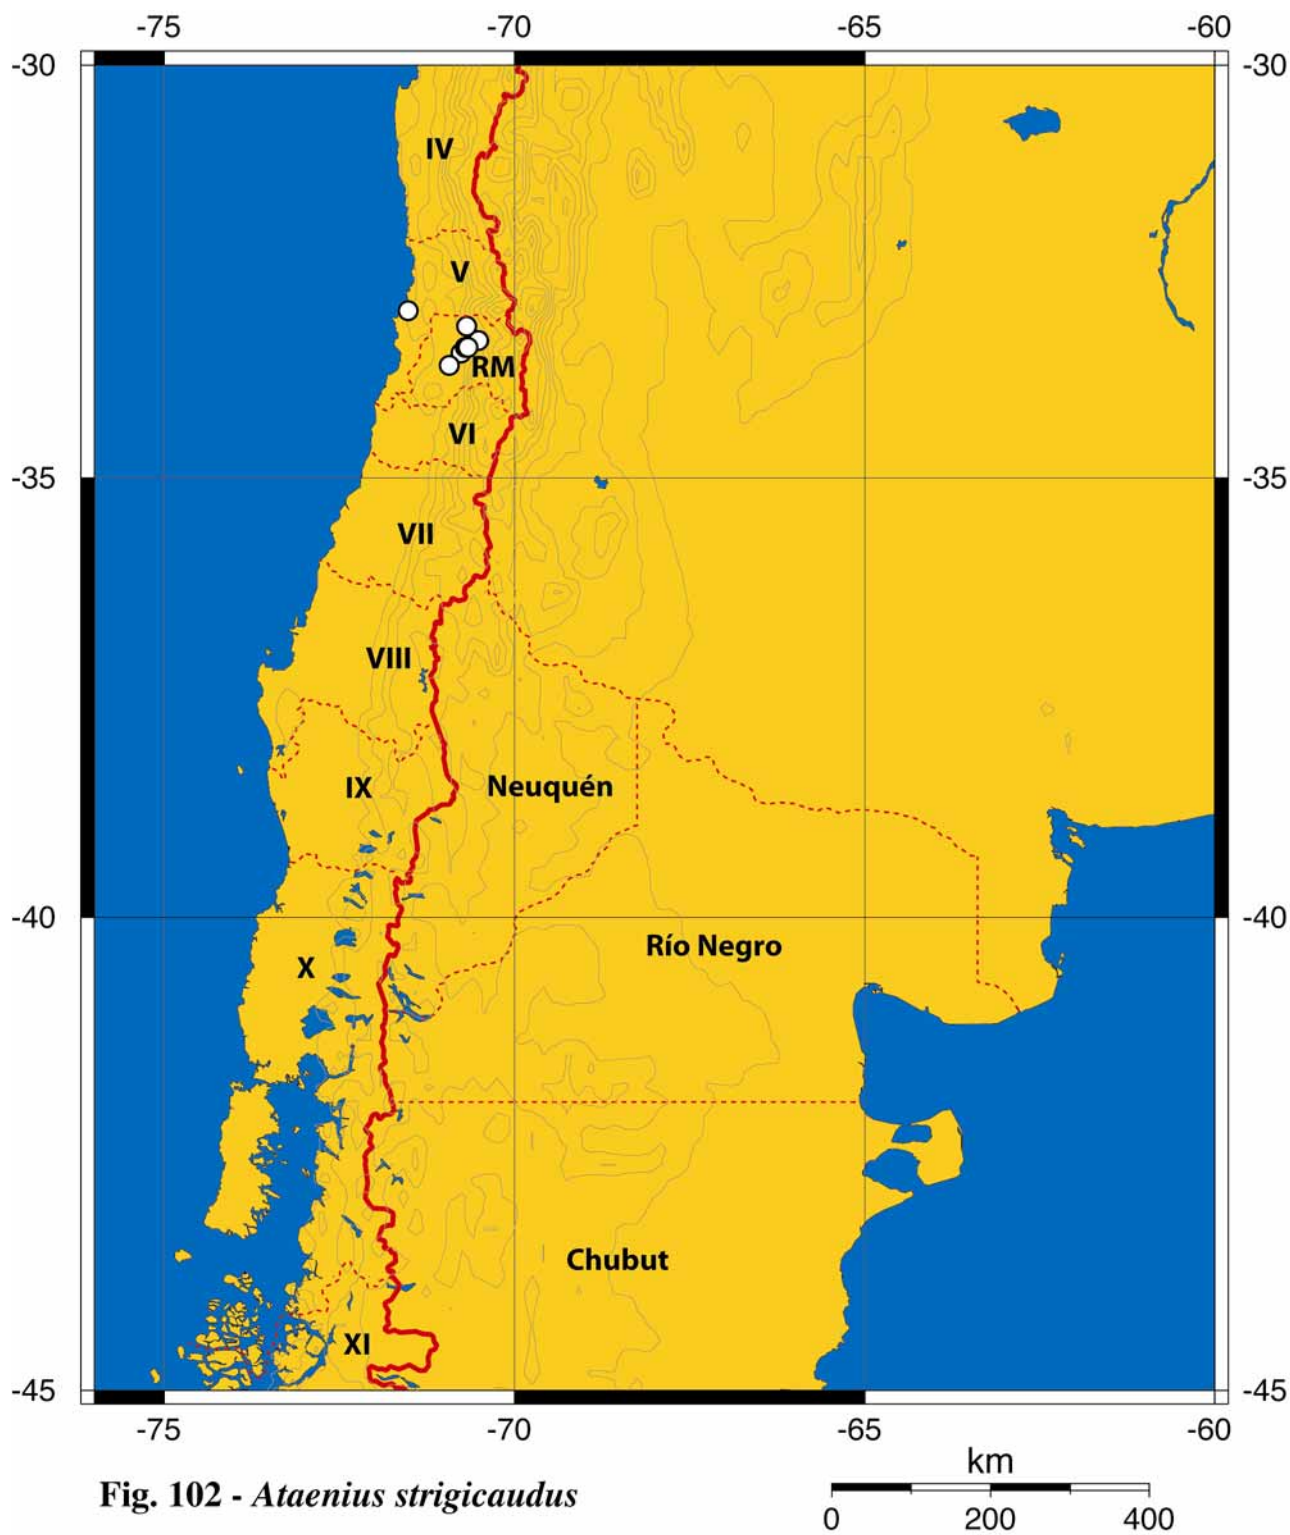 -75 -70 -65 -60
-30 -30
IV
V
RM
VI
-35 -35
VII
VIII
IX Neuquén
-40 -40
Río Negro
X
Chubut
XI
-45 -45
-75 -70 -65 -60
km
Fig. 102 - Ataenius strigicaudus
0 200 400